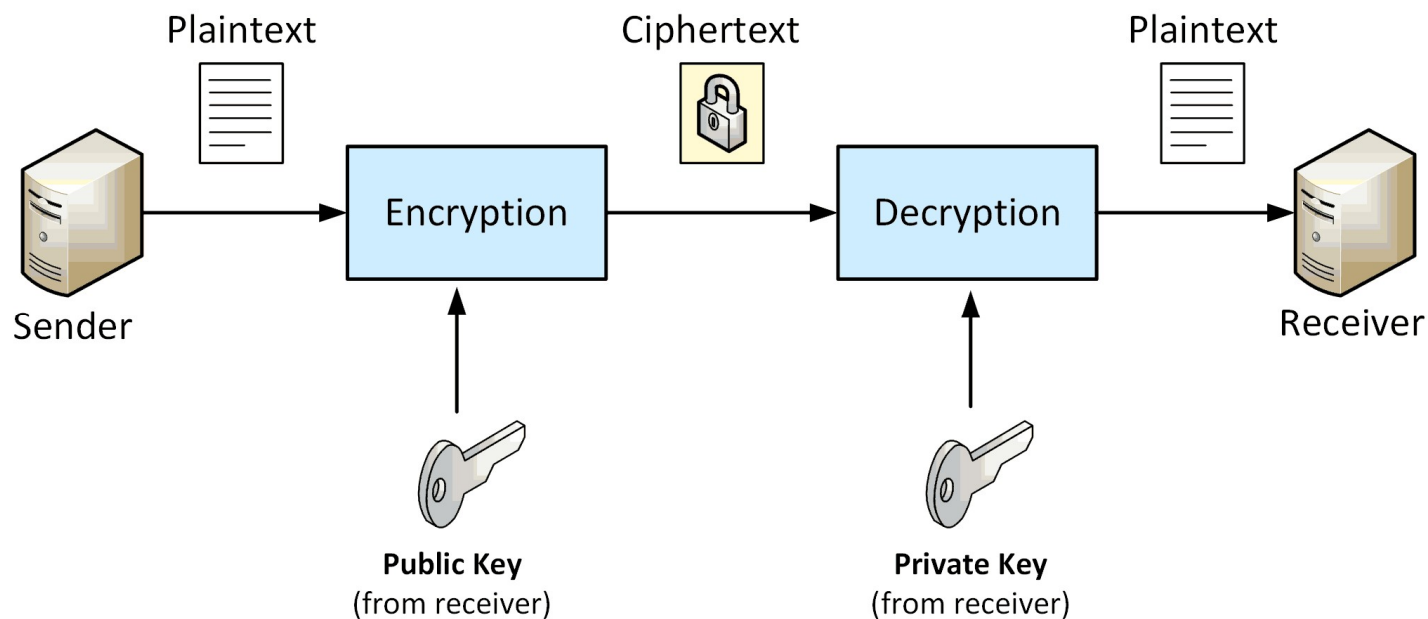 Plaintext
Ciphertext
Plaintext
Encryption
Decryption
Sender
Receiver
Public Key
(from receiver)
Private Key
(from receiver)